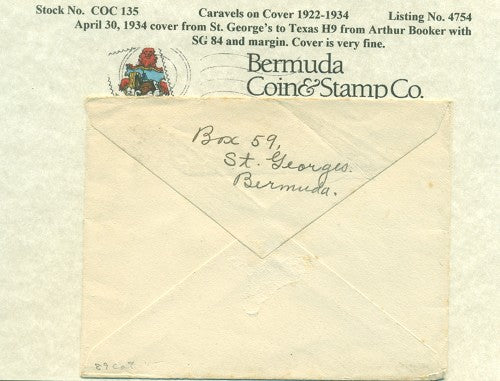 Stock No.  COC 135    Caravels on Cover 1922-1934    Listing No. 4754
April 30, 1934 cover from St. George's to Texas H9 from Arthur Booker with
SG 84 and margin. Cover is very fine.
Bermuda
Coin&Stamp Co.
Box 59,
St. Georges.
Bermuda.